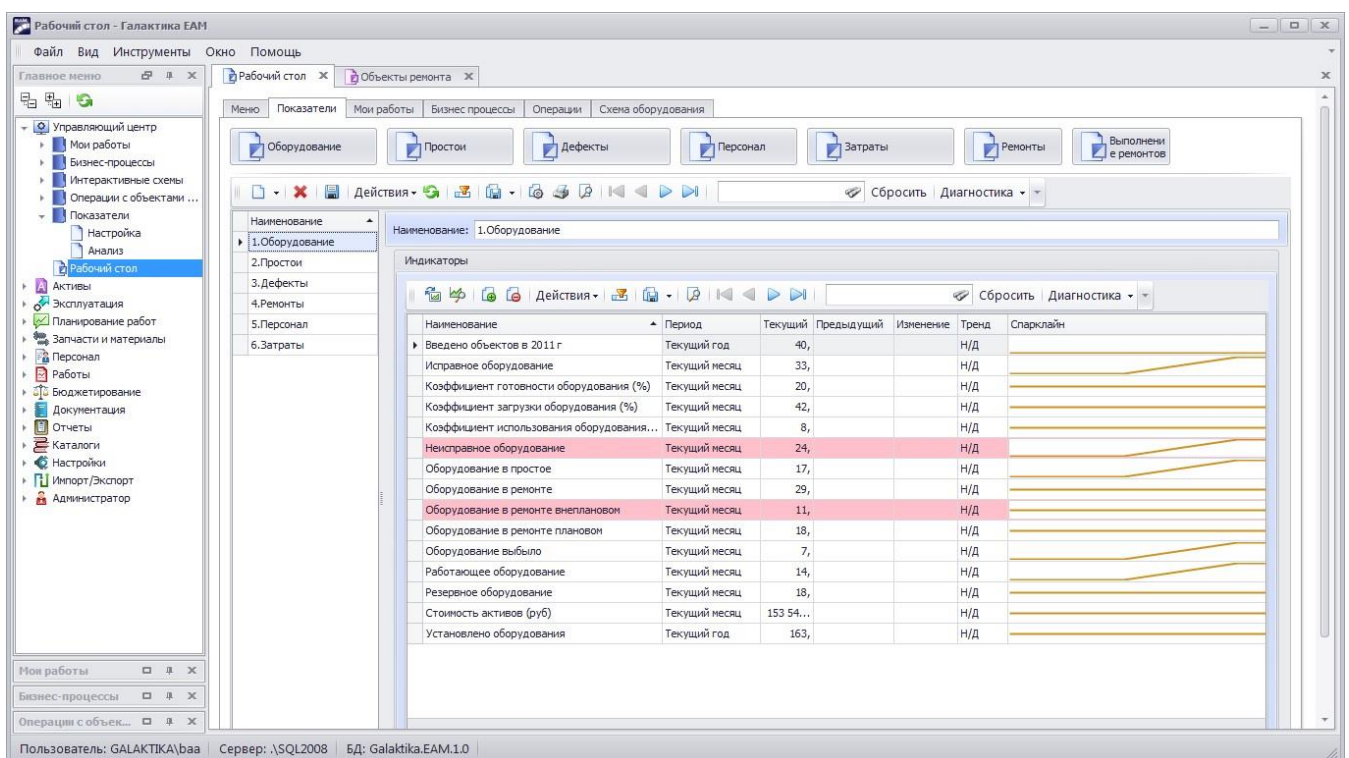 Рабочий стол - Галактика EAM
Файл Вид Инструменты Окно Помощь
Главное меню
Рабочий стол
Объекты ремонта
Меню Показатели Мои работы Бизнес процессы Операции Схема оборудования
Управляющий центр
Мои работы
Бизнес-процессы
Интерактивные схемы
Операции с объектами ...
Показатели
Настройка
Анализ
Рабочий стол
Активы
Эксплуатация
Планирование работ
Запчасти и материалы
Персонал
Работы
Бюджетирование
Документация
Отчеты
Каталоги
Настройки
Импорт/Экспорт
Администратор
Мои работы
Бизнес-процессы
Операции с объек...
Оборудование Простои Дефекты Персонал Затраты Ремонты Выполнени
е ремонтов
Действия Сбросить Диагностика
Наименование
1.Оборудование
2.Простои
3.Дефекты
4.Ремонты
5.Персонал
6.Затраты
Наименование: 1.Оборудование
Индикаторы
Действия Сбросить Диагностика
Наименование Период Текущий Предыдущий Изменение Тренд Спарклайн
Введено объектов в 2011 г Текущий год 40, Н/Д
Исправное оборудование Текущий месяц 33, Н/Д
Коэффициент готовности оборудования (%) Текущий месяц 20, Н/Д
Коэффициент загрузки оборудования (%) Текущий месяц 42, Н/Д
Коэффициент использования оборудования... Текущий месяц 8, Н/Д
Неисправное оборудование Текущий месяц 24, Н/Д
Оборудование в простое Текущий месяц 17, Н/Д
Оборудование в ремонте Текущий месяц 29, Н/Д
Оборудование в ремонте внеплановом Текущий месяц 11, Н/Д
Оборудование в ремонте плановом Текущий месяц 18, Н/Д
Оборудование выбыло Текущий месяц 7, Н/Д
Работающее оборудование Текущий месяц 14, Н/Д
Резервное оборудование Текущий месяц 18, Н/Д
Стоимость активов (руб) Текущий месяц 153 54... Н/Д
Установлено оборудования Текущий год 163, Н/Д
Пользователь: GALAKTIKA\baa Сервер: .\SQL2008 БД: Galaktika.EAM.1.0